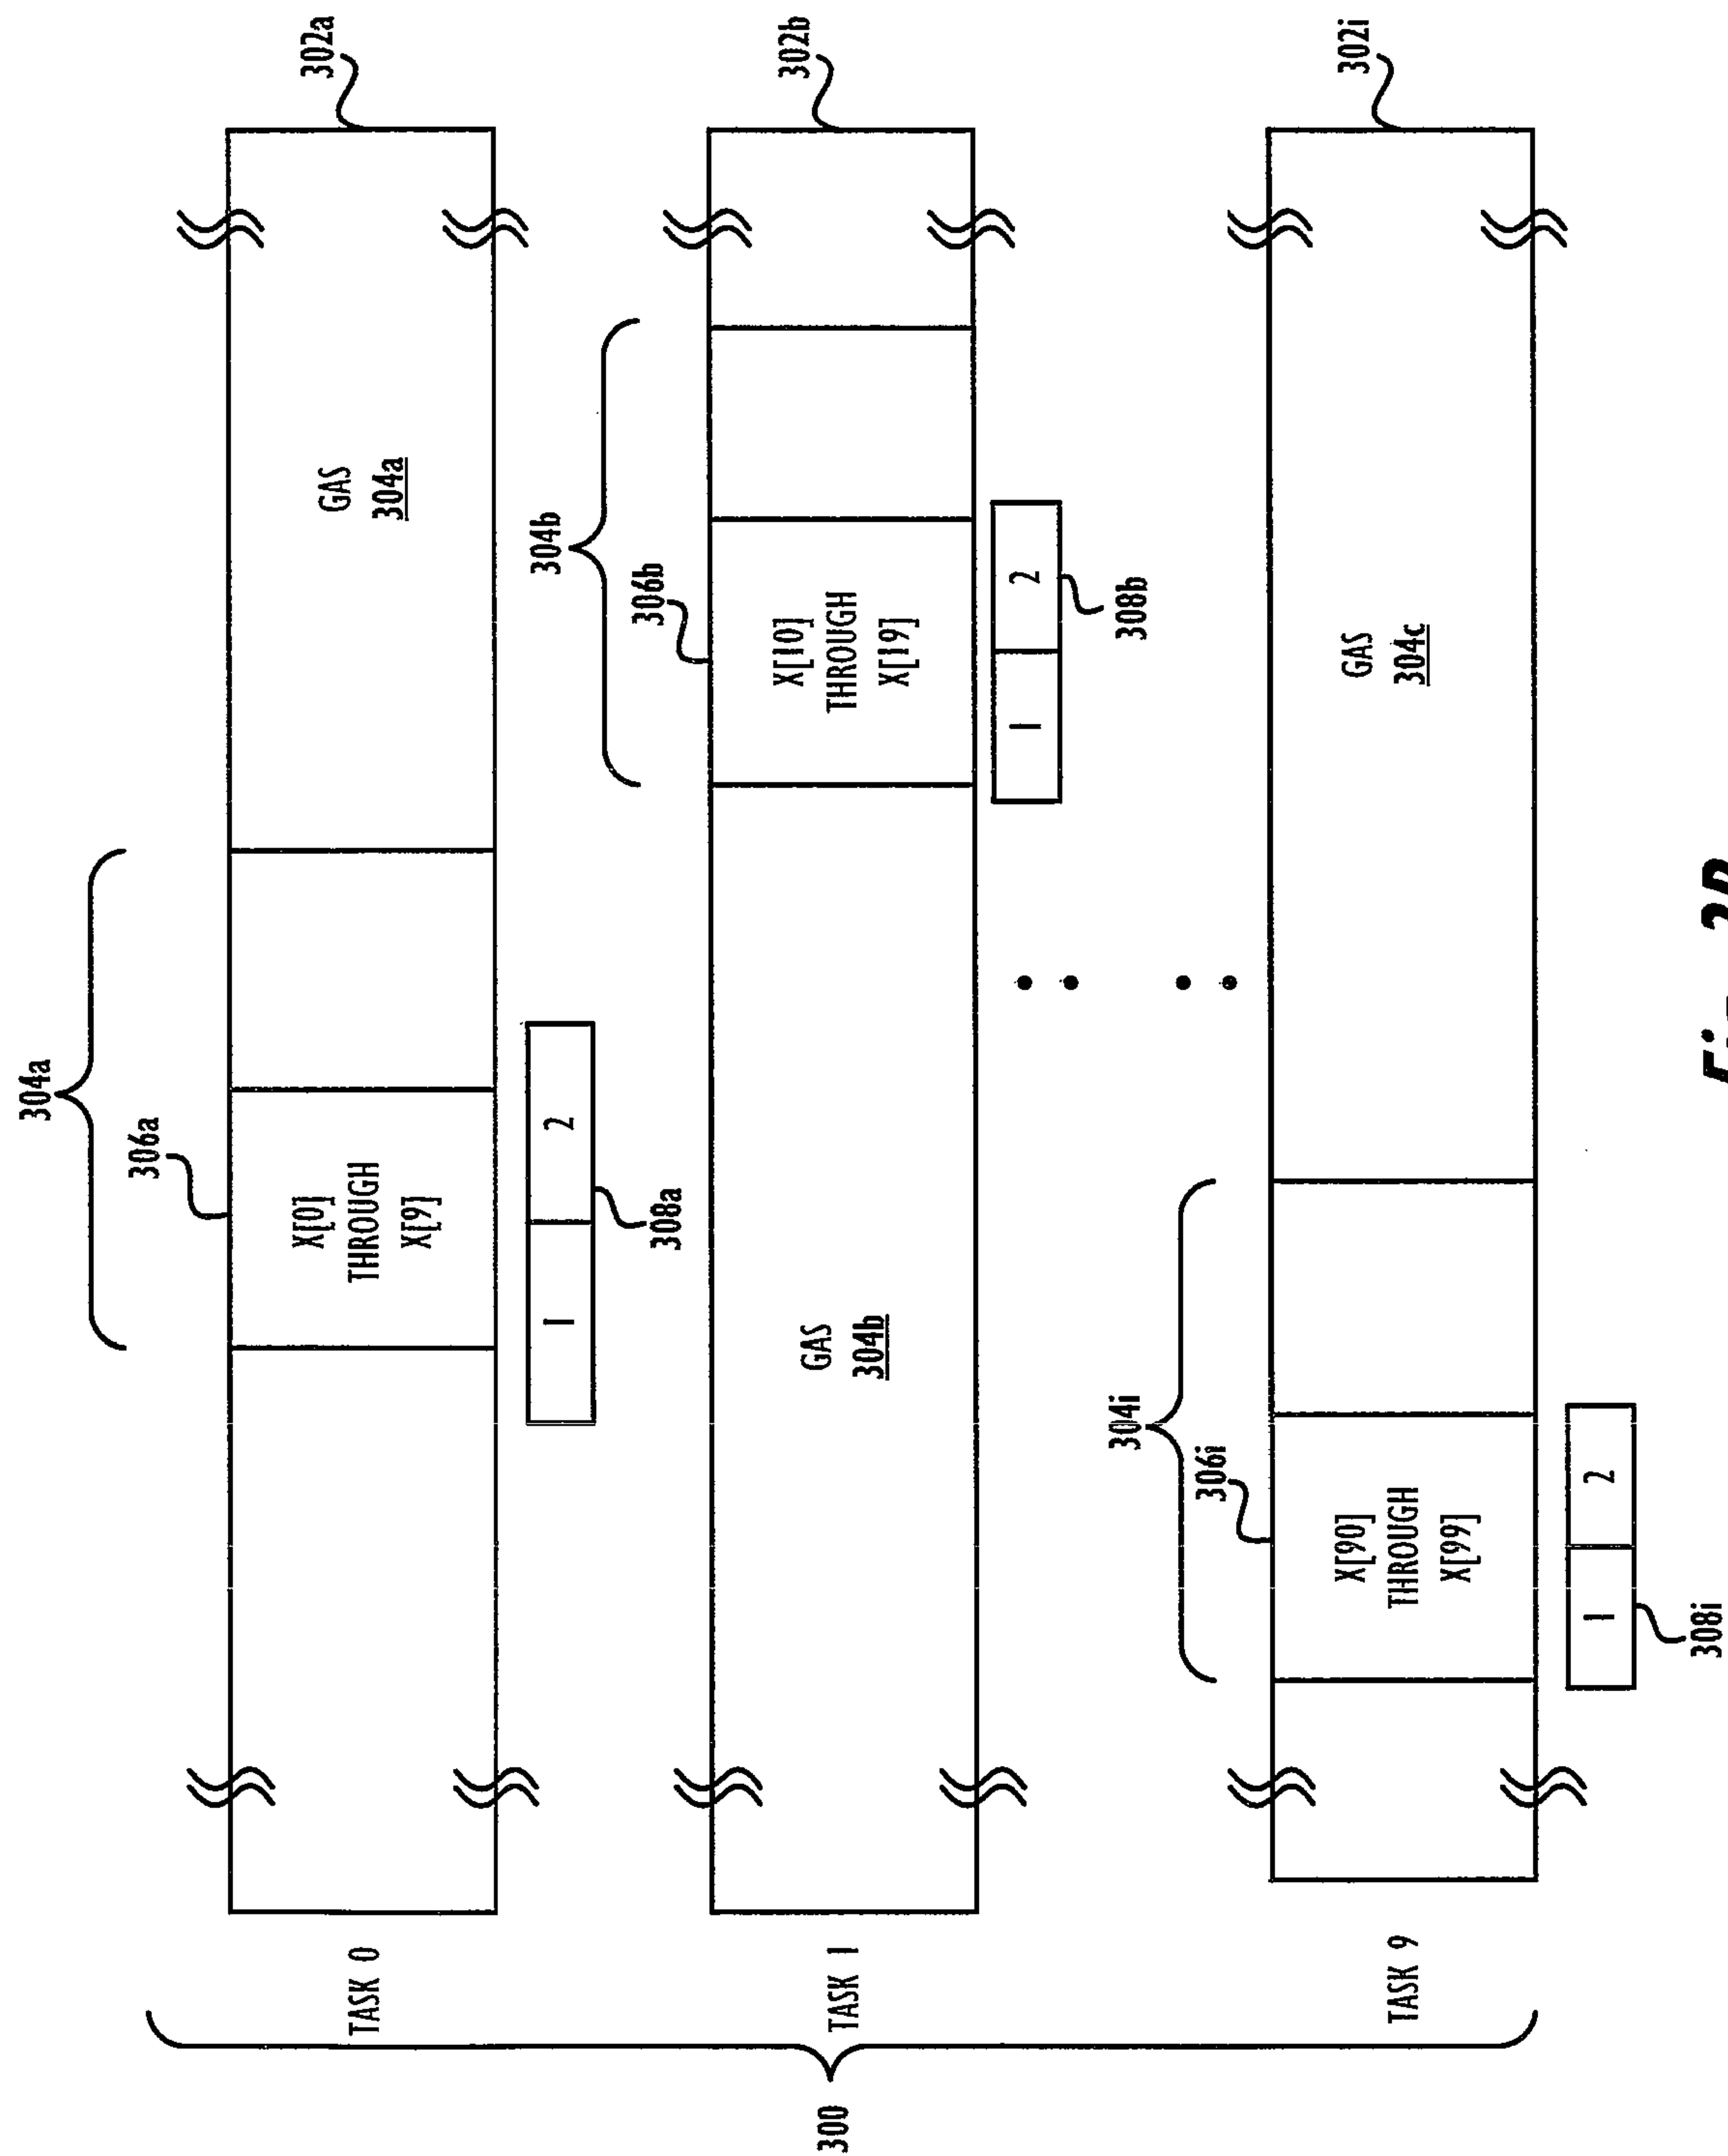 304a
302a
306a
TASK 0
X[0]
THROUGH
X[9]
GAS
304a
1
2
308a
304b
302b
306b
300
TASK 1
GAS
304b
X[10]
THROUGH
X[19]
1
2
308b
304i
302i
306i
TASK 9
X[90]
THROUGH
X[99]
GAS
304c
1
2
308i